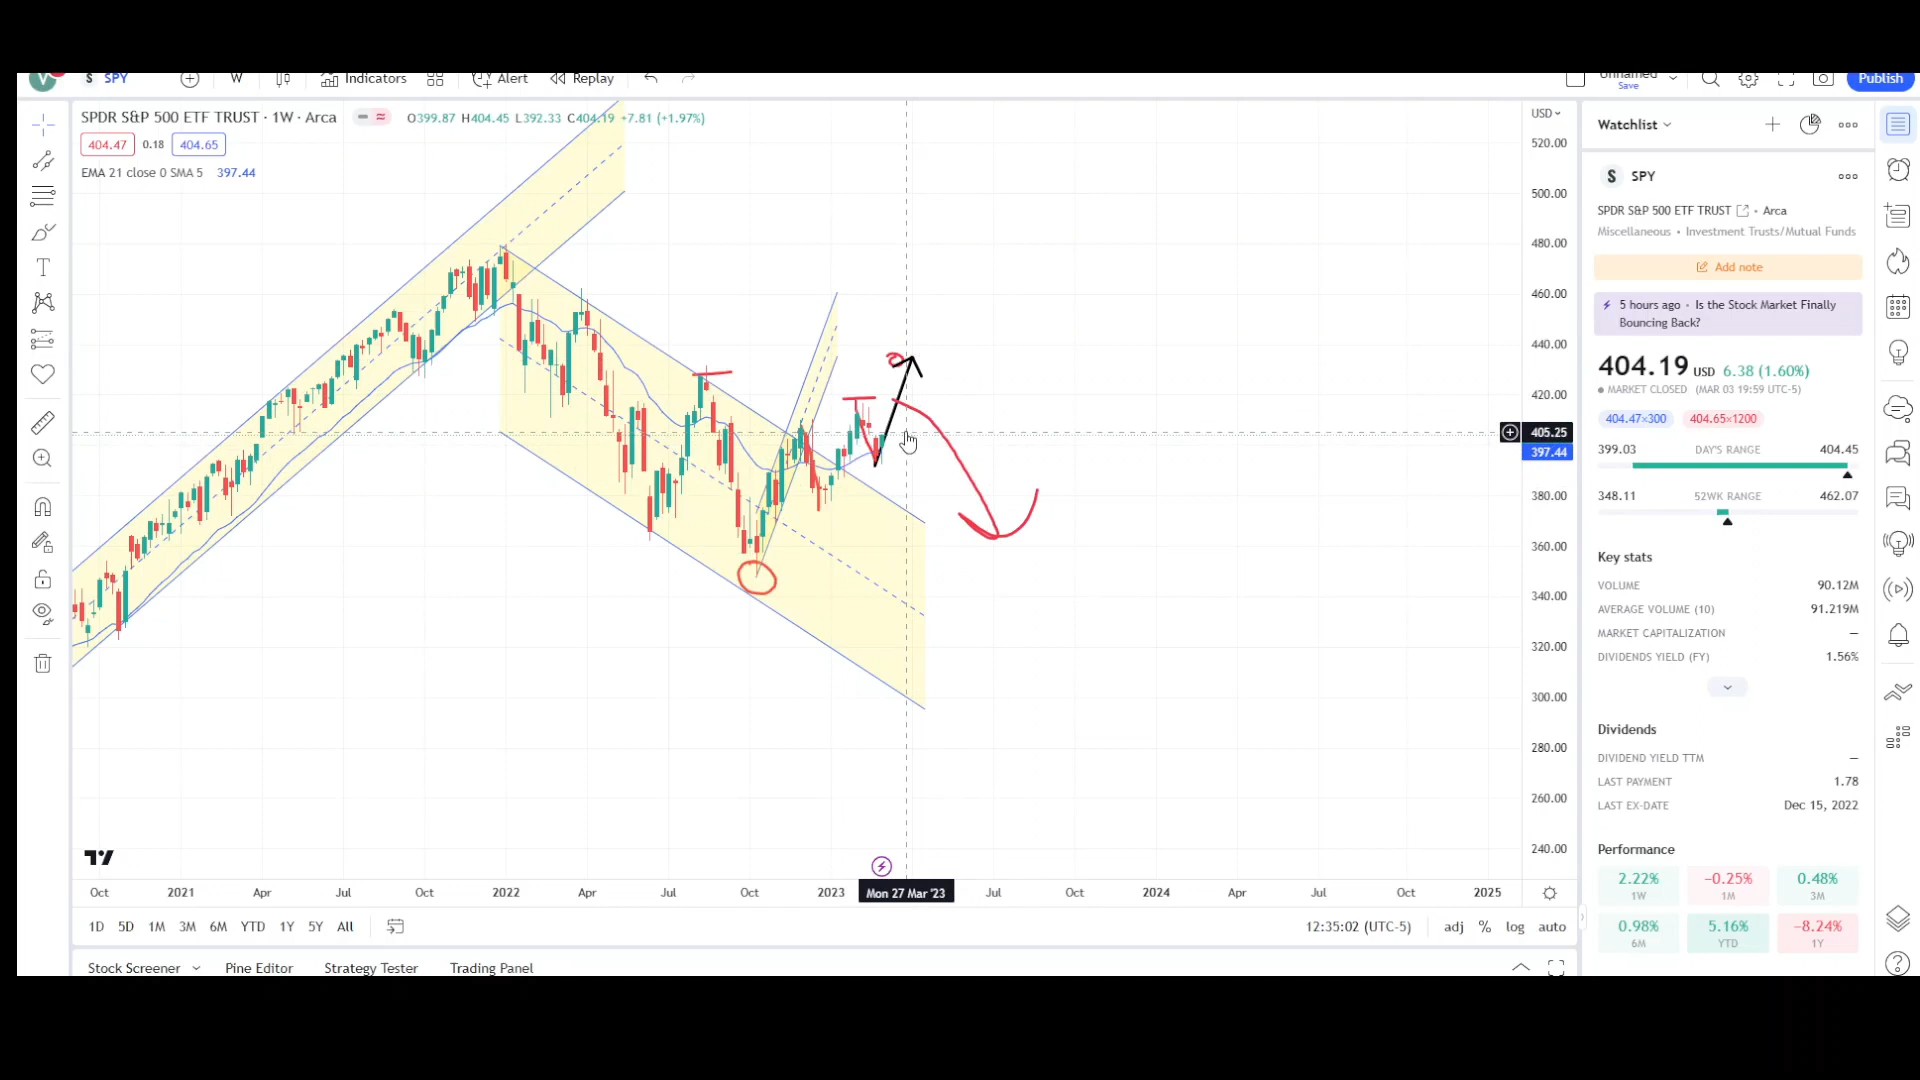 V S SPY W Indicators Alert Replay Unnamed Save Publish
SPDR S&P 500 ETF TRUST · 1W · Arca O399.87 H404.45 L392.33 C404.19 +7.81 (+1.97%)
404.47 0.18 404.65
EMA 21 close 0 SMA 5 397.44
USD
520.00
500.00
480.00
460.00
440.00
420.00
405.25
397.44
380.00
360.00
340.00
320.00
300.00
280.00
260.00
240.00
Oct 2021 Apr Jul Oct 2022 Apr Jul Oct 2023 Mon 27 Mar '23 Jul Oct 2024 Apr Jul Oct 2025
1D 5D 1M 3M 6M YTD 1Y 5Y All 12:35:02 (UTC-5) adj % log auto
Stock Screener Pine Editor Strategy Tester Trading Panel
Watchlist
S SPY
SPDR S&P 500 ETF TRUST • Arca
Miscellaneous • Investment Trusts/Mutual Funds
Add note
5 hours ago · Is the Stock Market Finally
Bouncing Back?
404.19 USD 6.38 (1.60%)
MARKET CLOSED (MAR 03 19:59 UTC-5)
404.47×300 404.65×1200
399.03 DAY'S RANGE 404.45
348.11 52WK RANGE 462.07
Key stats
VOLUME 90.12M
AVERAGE VOLUME (10) 91.219M
MARKET CAPITALIZATION —
DIVIDENDS YIELD (FY) 1.56%
Dividends
DIVIDEND YIELD TTM —
LAST PAYMENT 1.78
LAST EX-DATE Dec 15, 2022
Performance
2.22% −0.25% 0.48%
1W 1M 3M
0.98% 5.16% −8.24%
6M YTD 1Y